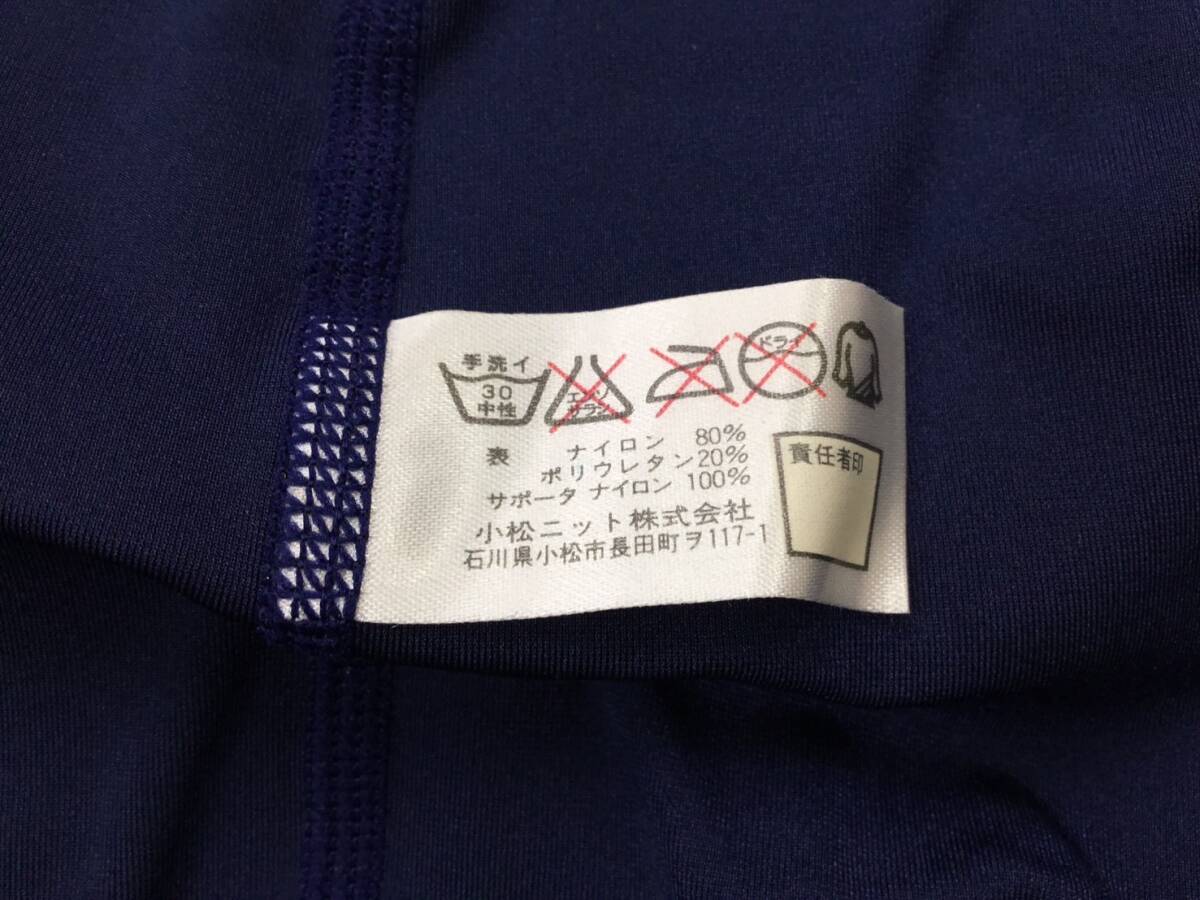 手洗イ
30
中性
エンソ
サラシ
ドライ
表 ナイロン 80%
ポリウレタン20%
サポータ ナイロン 100%
小松ニット株式会社
石川県小松市長田町ヲ117-1
責任者印